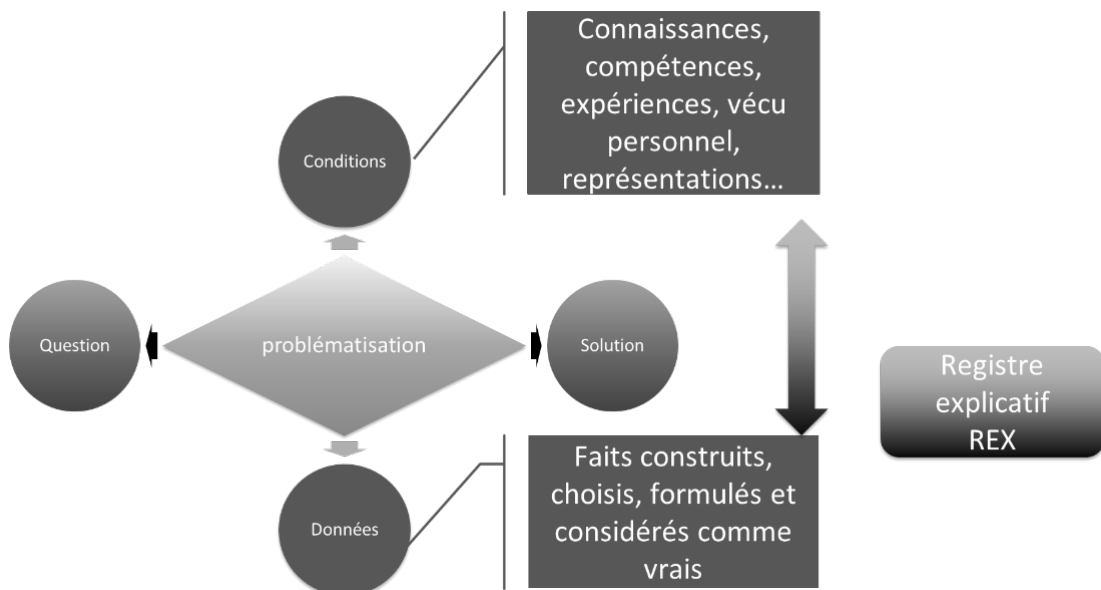 Connaissances,
compétences,
expériences, vécu
personnel,
représentations…
Conditions
Question
problématisation
Solution
Registre
explicatif
REX
Données
Faits construits,
choisis, formulés et
considérés comme
vrais